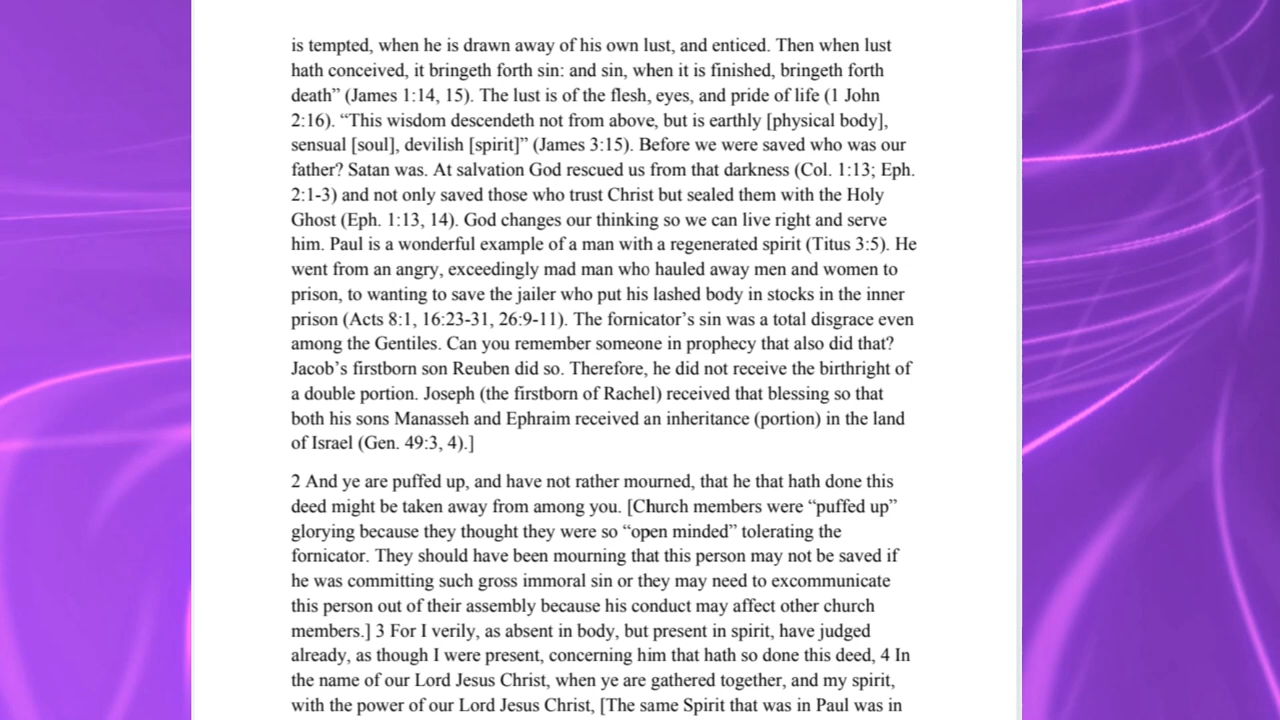 is tempted, when he is drawn away of his own lust, and enticed. Then when lust
hath conceived, it bringeth forth sin: and sin, when it is finished, bringeth forth
death” (James 1:14, 15). The lust is of the flesh, eyes, and pride of life (1 John
2:16). “This wisdom descendeth not from above, but is earthly [physical body],
sensual [soul], devilish [spirit]” (James 3:15). Before we were saved who was our
father? Satan was. At salvation God rescued us from that darkness (Col. 1:13; Eph.
2:1-3) and not only saved those who trust Christ but sealed them with the Holy
Ghost (Eph. 1:13, 14). God changes our thinking so we can live right and serve
him. Paul is a wonderful example of a man with a regenerated spirit (Titus 3:5). He
went from an angry, exceedingly mad man who hauled away men and women to
prison, to wanting to save the jailer who put his lashed body in stocks in the inner
prison (Acts 8:1, 16:23-31, 26:9-11). The fornicator’s sin was a total disgrace even
among the Gentiles. Can you remember someone in prophecy that also did that?
Jacob’s firstborn son Reuben did so. Therefore, he did not receive the birthright of
a double portion. Joseph (the firstborn of Rachel) received that blessing so that
both his sons Manasseh and Ephraim received an inheritance (portion) in the land
of Israel (Gen. 49:3, 4).]
2 And ye are puffed up, and have not rather mourned, that he that hath done this
deed might be taken away from among you. [Church members were “puffed up”
glorying because they thought they were so “open minded” tolerating the
fornicator. They should have been mourning that this person may not be saved if
he was committing such gross immoral sin or they may need to excommunicate
this person out of their assembly because his conduct may affect other church
members.] 3 For I verily, as absent in body, but present in spirit, have judged
already, as though I were present, concerning him that hath so done this deed, 4 In
the name of our Lord Jesus Christ, when ye are gathered together, and my spirit,
with the power of our Lord Jesus Christ, [The same Spirit that was in Paul was in